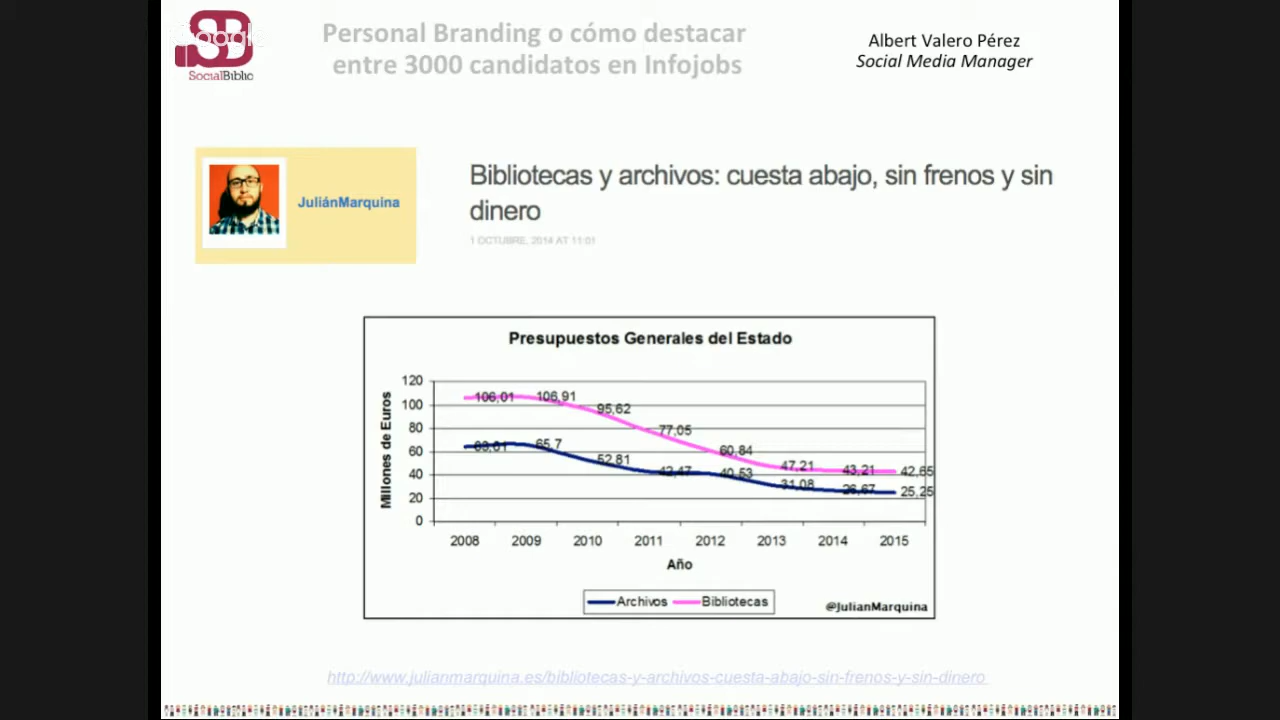 Google
SocialBiblio
Personal Branding o cómo destacar
entre 3000 candidatos en Infojobs
Albert Valero Pérez
Social Media Manager
JuliánMarquina
Bibliotecas y archivos: cuesta abajo, sin frenos y sin
dinero
1 OCTUBRE, 2014 AT 11:01
Presupuestos Generales del Estado
Millones de Euros
120
100
80
60
40
20
0
106,01 106,91 95,62 77,05 60,84 47,21 43,21 42,65
65,7 52,81 42,47 40,53 31,08 26,67 25,25
2008 2009 2010 2011 2012 2013 2014 2015
Año
Archivos Bibliotecas
@JulianMarquina
http://www.julianmarquina.es/bibliotecas-y-archivos-cuesta-abajo-sin-frenos-y-sin-dinero